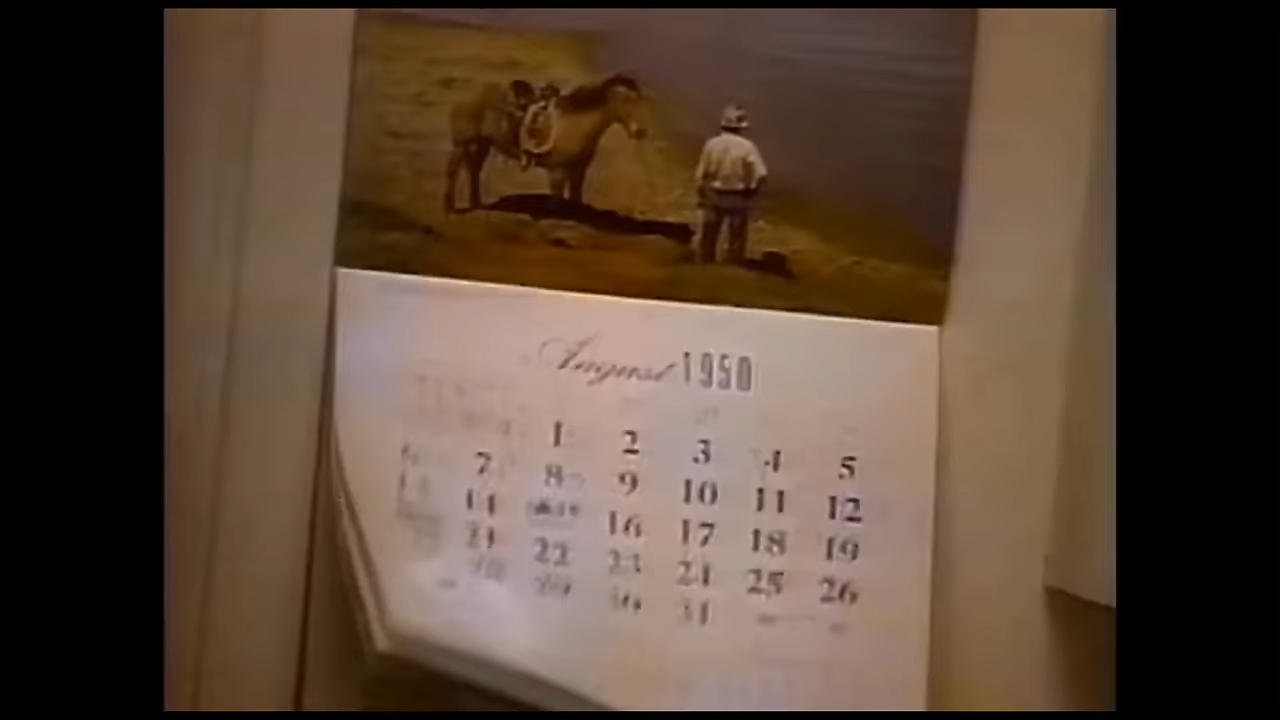 August 1950
1 2 3 4 5
7 8 9 10 11 12
14 16 17 18 19
21 22 23 24 25 26
28 29 30 31